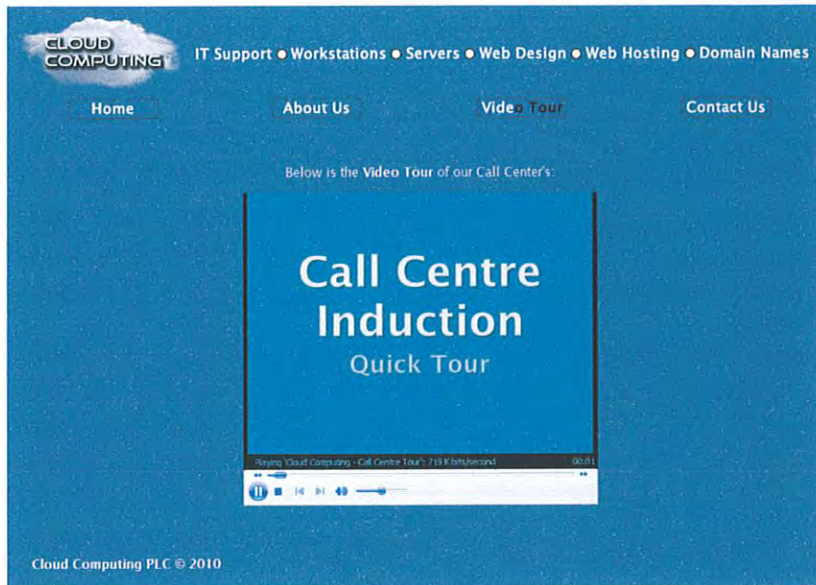 CLOUD
COMPUTING
IT Support ● Workstations ● Servers ● Web Design ● Web Hosting ● Domain Names
Home
About Us
Video Tour
Contact Us
Below is the Video Tour of our Call Center's:
Call Centre
Induction
Quick Tour
Playing 'Cloud Computing - Call Centre Tour': 719 K bits/second
00:01
Cloud Computing PLC © 2010